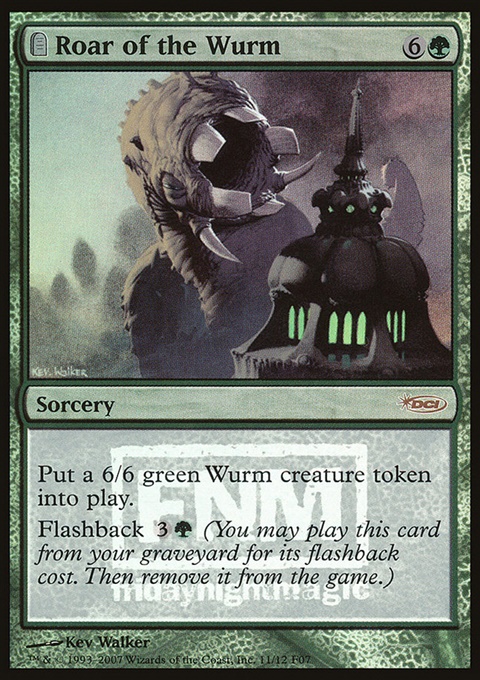 Roar of the Wurm 6
KEV. WALKER
Sorcery
DCI
Put a 6/6 green Wurm creature token
into play.
Flashback 3 (You may play this card
from your graveyard for its flashback
cost. Then remove it from the game.)
FNM
fridaynightmagic
Kev Walker
™ & © 1993–2007 Wizards of the Coast, Inc. 11/12 F07